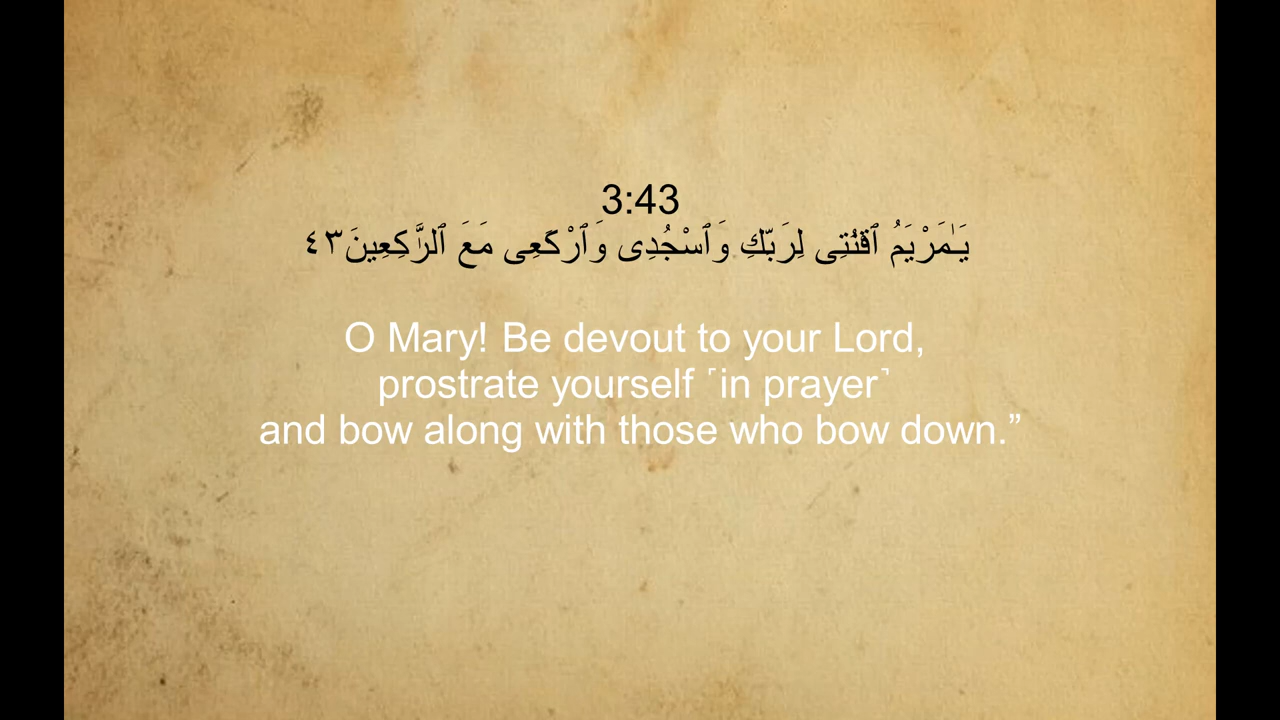 3:43
يَـٰمَرْيَمُ ٱقْنُتِى لِرَبِّكِ وَٱسْجُدِى وَٱرْكَعِى مَعَ ٱلرَّٰكِعِينَ ٤٣
O Mary! Be devout to your Lord,
prostrate yourself ˹in prayer˺
and bow along with those who bow down.”